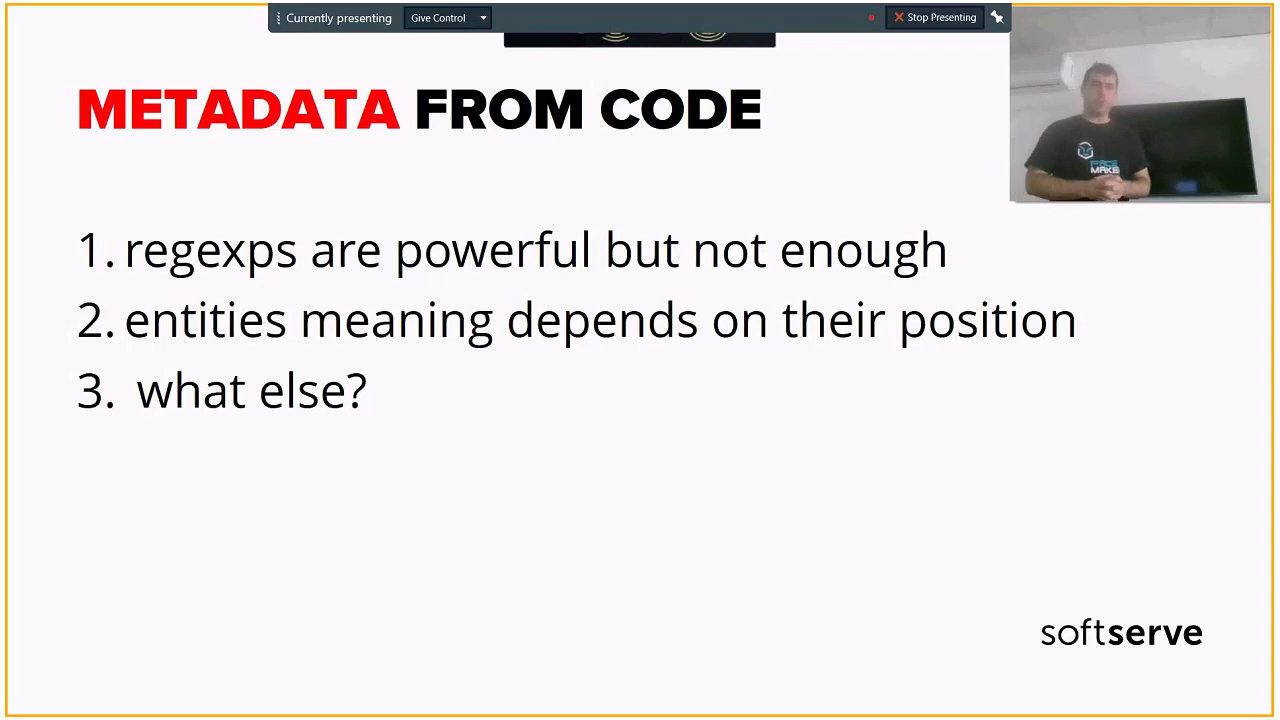 Currently presenting Give Control Stop Presenting
METADATA FROM CODE
MAKE
1. regexps are powerful but not enough
2. entities meaning depends on their position
3. what else?
softserve